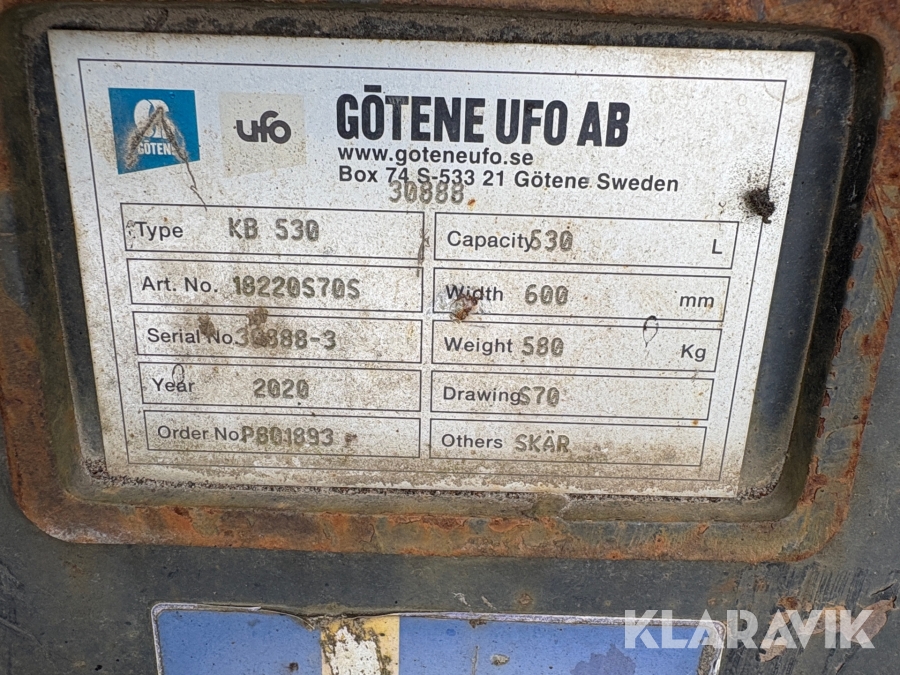 GÖTENE
ufo
GÖTENE UFO AB
www.goteneufo.se
Box 74 S-533 21 Götene Sweden
30888
Type KB 530
Capacity 530 L
Art. No. 18220S70S
Width 600 mm
Serial No 30888-3
Weight 580 Kg
Year 2020
Drawing S70
Order No. P801893
Others SKÄR
KLARAVIK